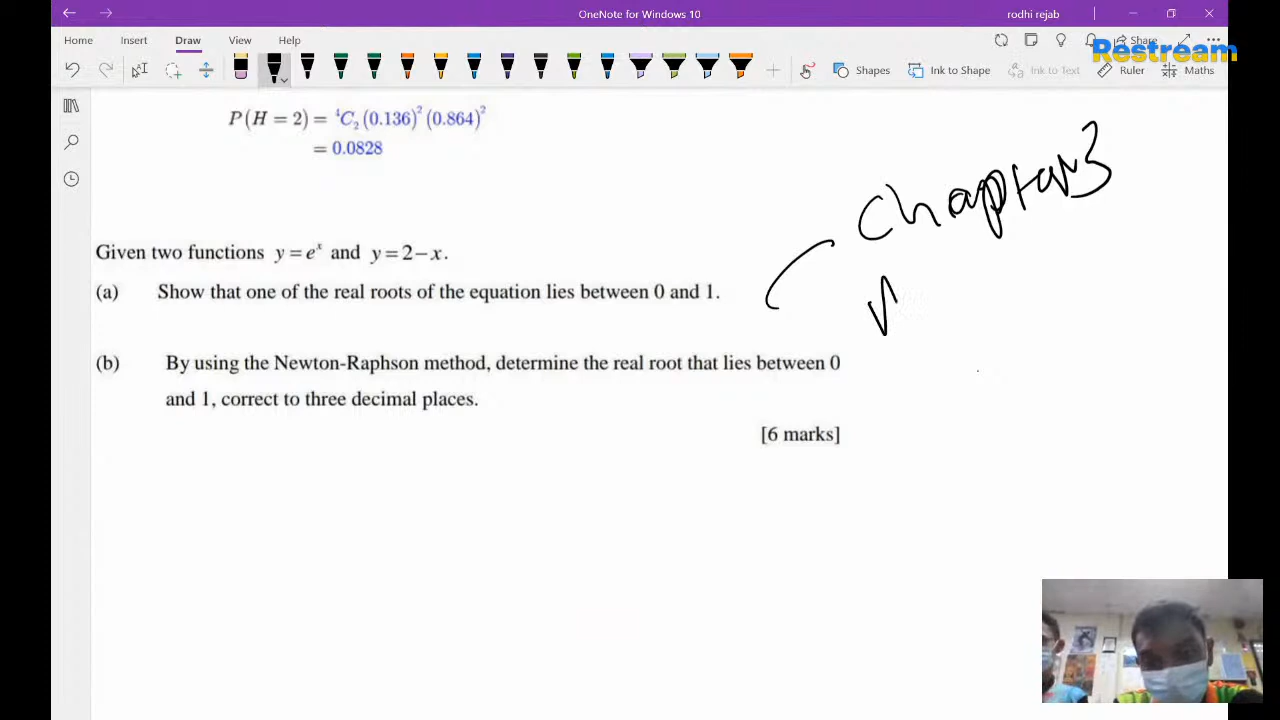 OneNote for Windows 10
rodhi rejab
Home Insert Draw View Help
Share
Restream
Shapes Ink to Shape Ink to Text Ruler Maths
P(H = 2) = ⁴C₂(0.136)²(0.864)²
= 0.0828
chapter 3
Given two functions y = eˣ and y = 2 − x.
(a) Show that one of the real roots of the equation lies between 0 and 1.
(b) By using the Newton-Raphson method, determine the real root that lies between 0
and 1, correct to three decimal places.
[6 marks]